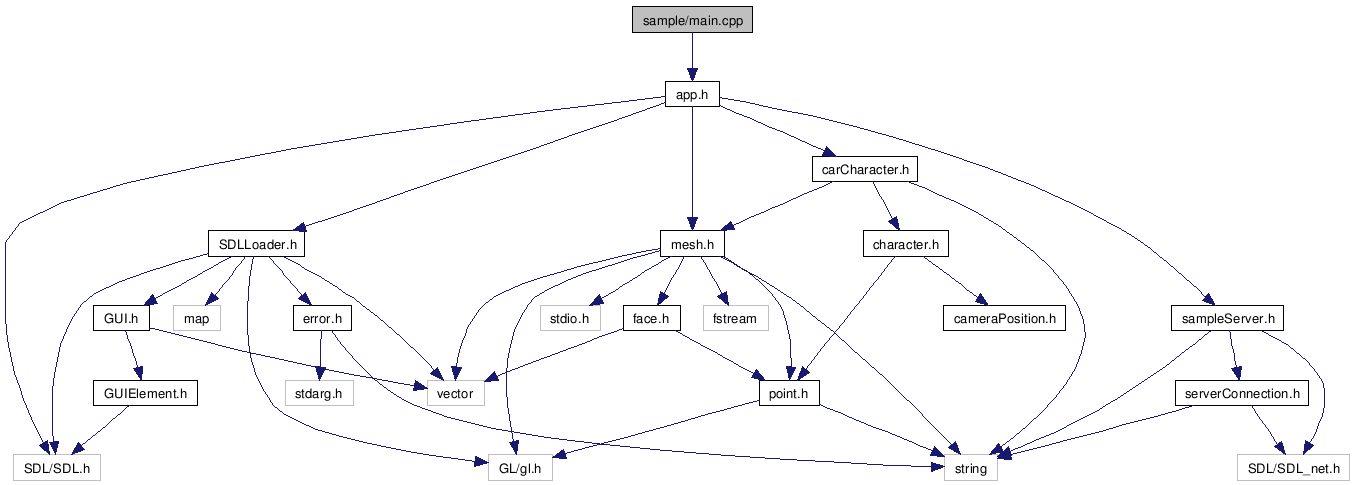 sample/main.cpp
app.h
carCharacter.h
SDLLoader.h
mesh.h
character.h
GUI.h
map
error.h
stdio.h
face.h
fstream
cameraPosition.h
sampleServer.h
GUIElement.h
stdarg.h
vector
point.h
serverConnection.h
SDL/SDL.h
GL/gl.h
string
SDL/SDL_net.h